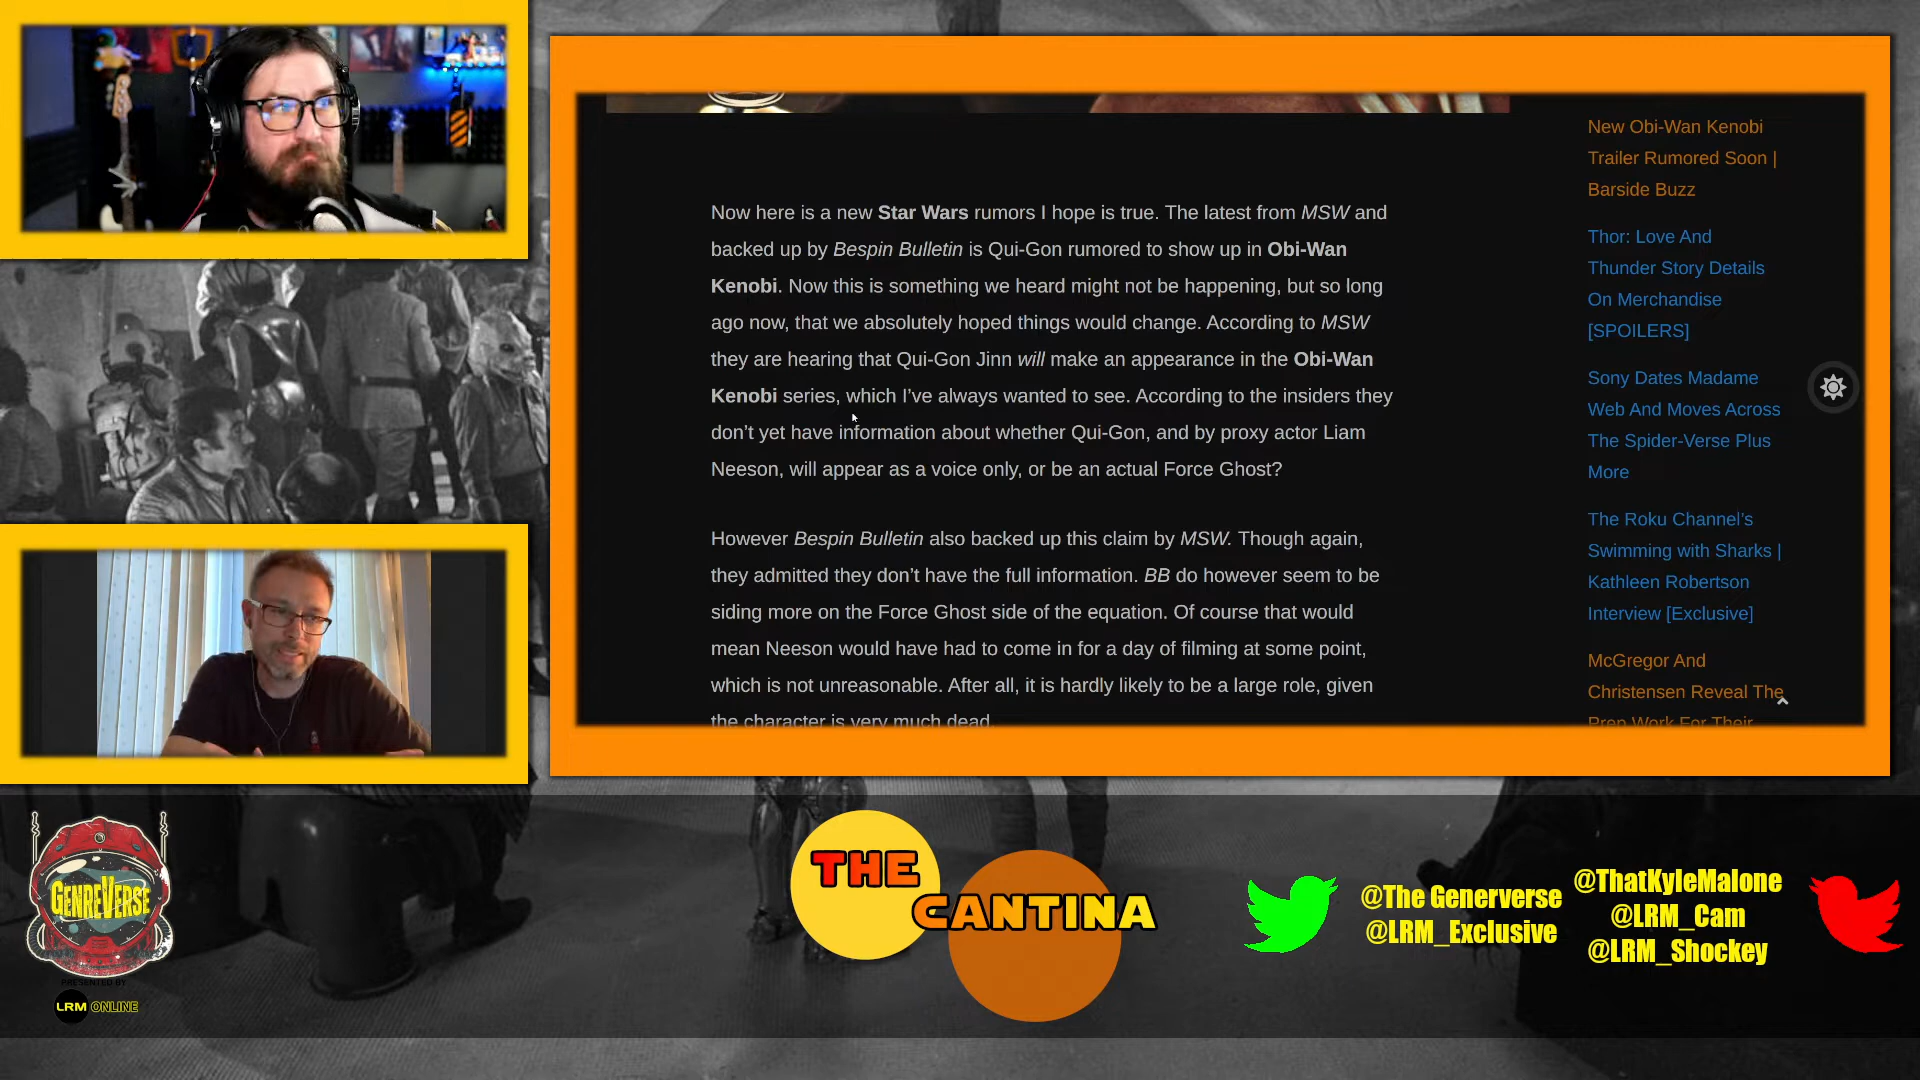 Now here is a new Star Wars rumors I hope is true. The latest from MSW and
backed up by Bespin Bulletin is Qui-Gon rumored to show up in Obi-Wan
Kenobi. Now this is something we heard might not be happening, but so long
ago now, that we absolutely hoped things would change. According to MSW
they are hearing that Qui-Gon Jinn will make an appearance in the Obi-Wan
Kenobi series, which I’ve always wanted to see. According to the insiders they
don’t yet have information about whether Qui-Gon, and by proxy actor Liam
Neeson, will appear as a voice only, or be an actual Force Ghost?
However Bespin Bulletin also backed up this claim by MSW. Though again,
they admitted they don’t have the full information. BB do however seem to be
siding more on the Force Ghost side of the equation. Of course that would
mean Neeson would have had to come in for a day of filming at some point,
which is not unreasonable. After all, it is hardly likely to be a large role, given
the character is very much dead.
New Obi-Wan Kenobi
Trailer Rumored Soon |
Barside Buzz
Thor: Love And
Thunder Story Details
On Merchandise
[SPOILERS]
Sony Dates Madame
Web And Moves Across
The Spider-Verse Plus
More
The Roku Channel’s
Swimming with Sharks |
Kathleen Robertson
Interview [Exclusive]
McGregor And
Christensen Reveal The
Prep Work For Their
GENREVERSE
PRESENTED BY
LRM ONLINE
THE
CANTINA
@The Generverse
@LRM_Exclusive
@ThatKyleMalone
@LRM_Cam
@LRM_Shockey